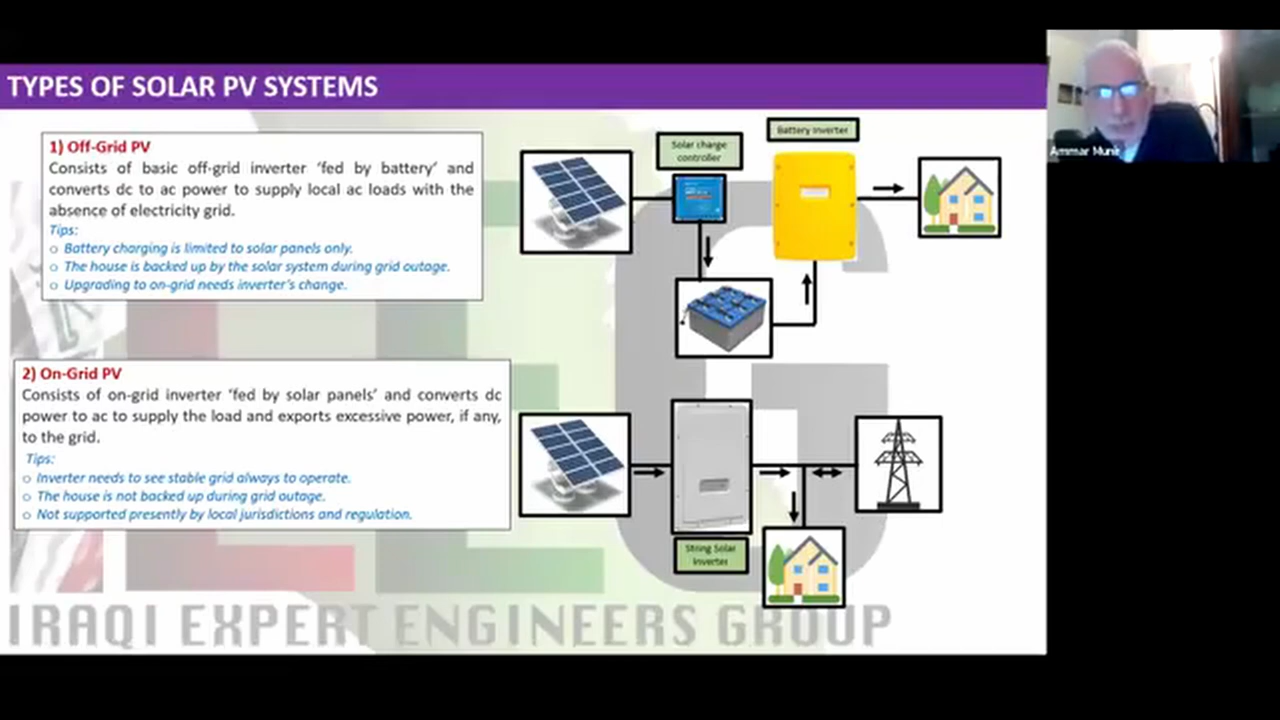 TYPES OF SOLAR PV SYSTEMS
1) Off-Grid PV
Consists of basic off-grid inverter ‘fed by battery’ and
converts dc to ac power to supply local ac loads with the
absence of electricity grid.
Tips:
o Battery charging is limited to solar panels only.
o The house is backed up by the solar system during grid outage.
o Upgrading to on-grid needs inverter’s change.
Solar charge
controller
Battery Inverter
2) On-Grid PV
Consists of on-grid inverter ‘fed by solar panels’ and converts dc
power to ac to supply the load and exports excessive power, if any,
to the grid.
Tips:
o Inverter needs to see stable grid always to operate.
o The house is not backed up during grid outage.
o Not supported presently by local jurisdictions and regulation.
String Solar
Inverter
IRAQI EXPERT ENGINEERS GROUP
Ammar Munir